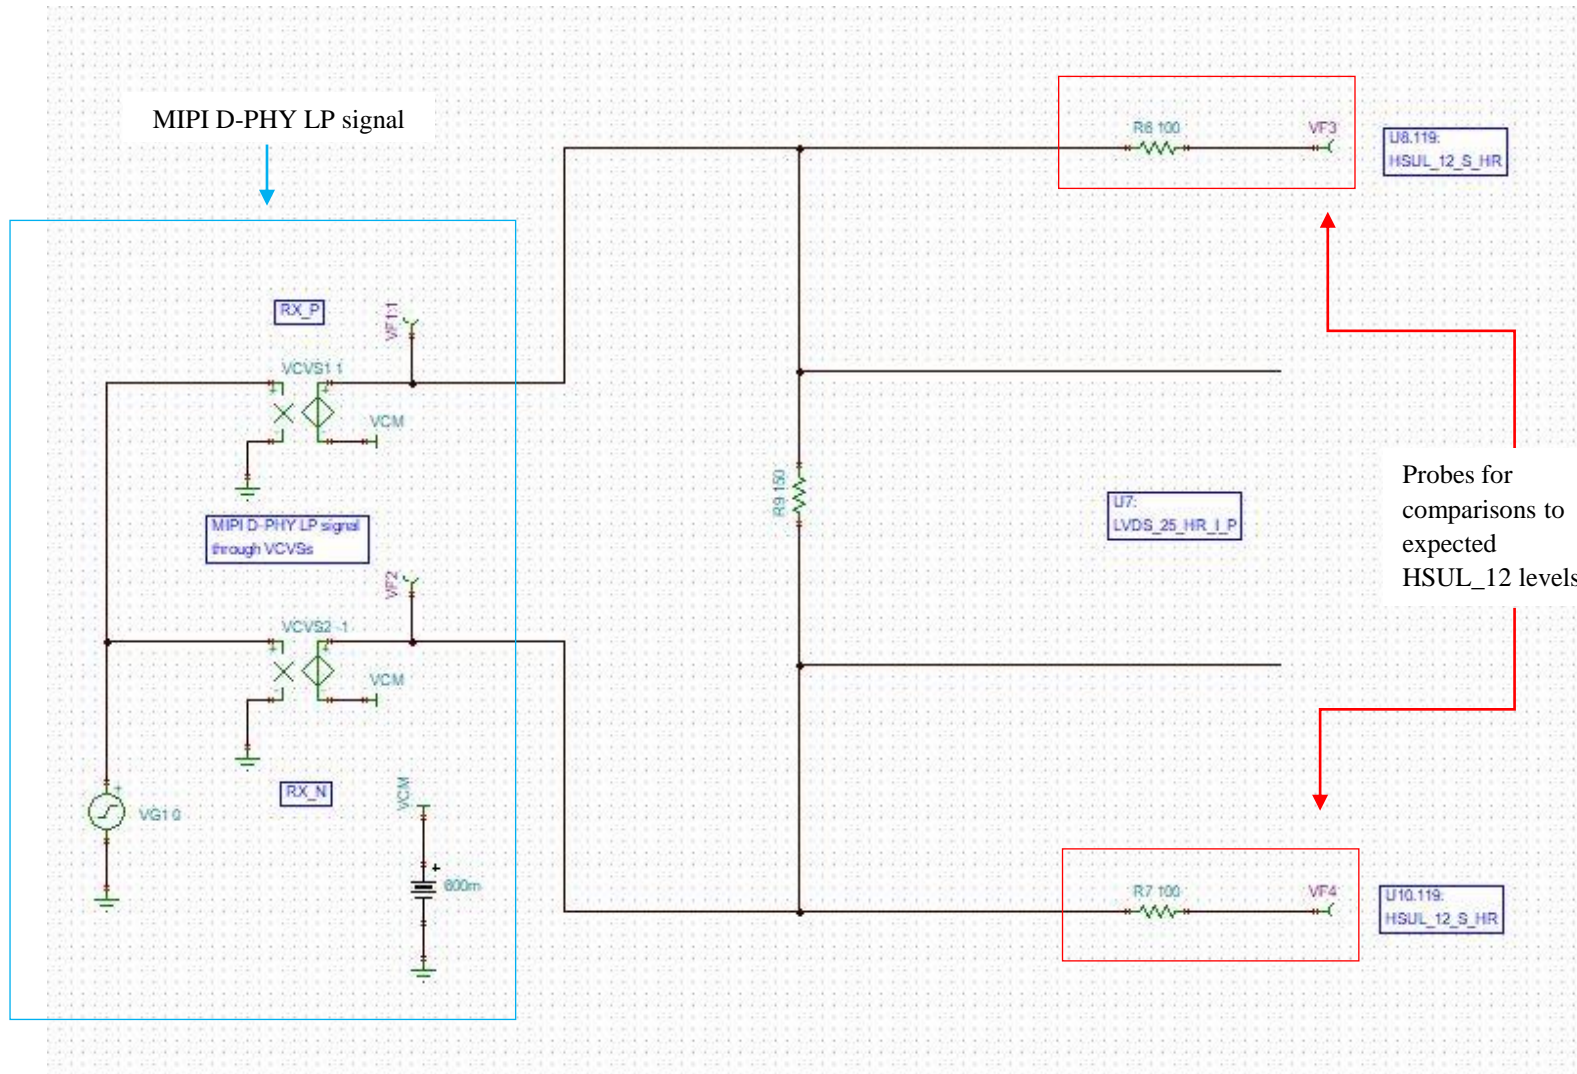 MIPI D-PHY LP signal
R6 100
VF3
U8.119:
HSUL_12_S_HR
RX_P
VF1:1
VCVS1 1
VCM
MIPI D-PHY LP signal
through VCVSs
R9 150
U7:
LVDS_25_HR_I_P
Probes for
comparisons to
expected
HSUL_12 levels
VF2
VCVS2 -1
VCM
RX_N
VG1 0
VCM
600m
R7 100
VF4
U10.119:
HSUL_12_S_HR